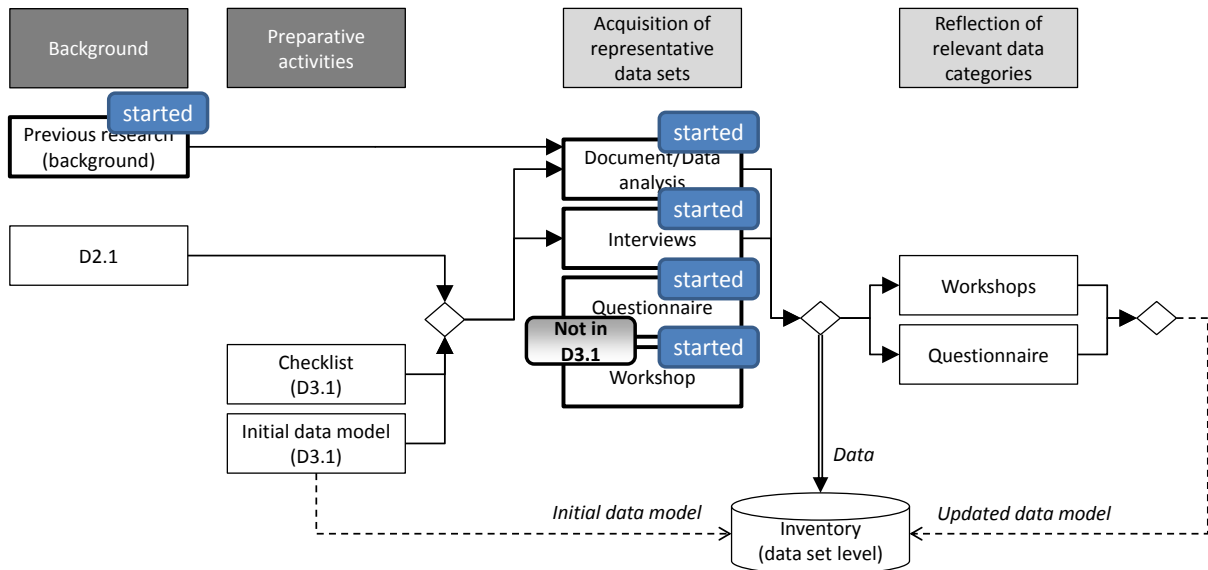 Background
Preparative
activities
Acquisition of
representative
data sets
Reflection of
relevant data
categories
started
Previous research
(background)
started
Document/Data
analysis
started
Interviews
D2.1
started
Questionnaire
Not in
D3.1
started
Workshop
Workshops
Questionnaire
Checklist
(D3.1)
Initial data model
(D3.1)
Data
Initial data model
Inventory
(data set level)
Updated data model